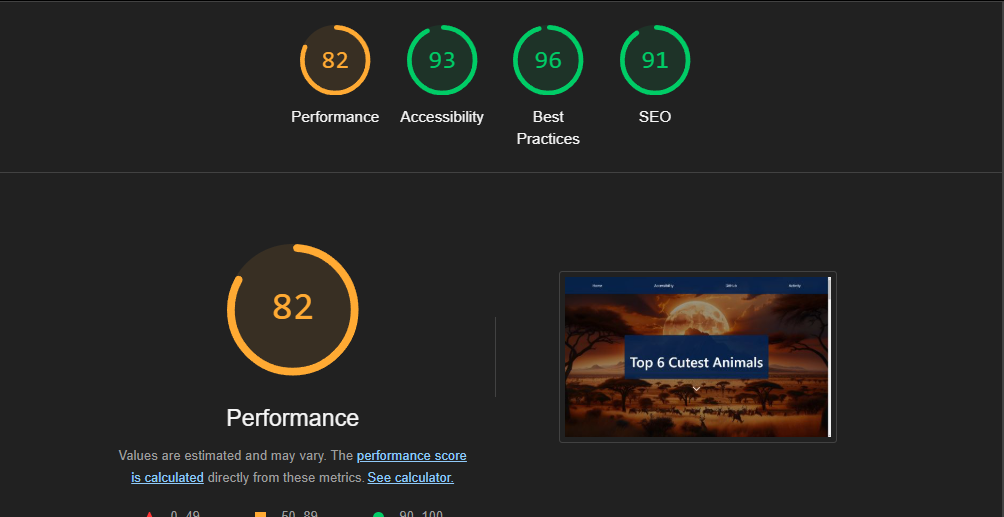 82
93
96
91
Performance
Accessibility
Best
Practices
SEO
82
Performance
Values are estimated and may vary. The performance score
is calculated directly from these metrics. See calculator.
0–49
50–89
90–100
Home
Accessibility
Github
Activity
Top 6 Cutest Animals